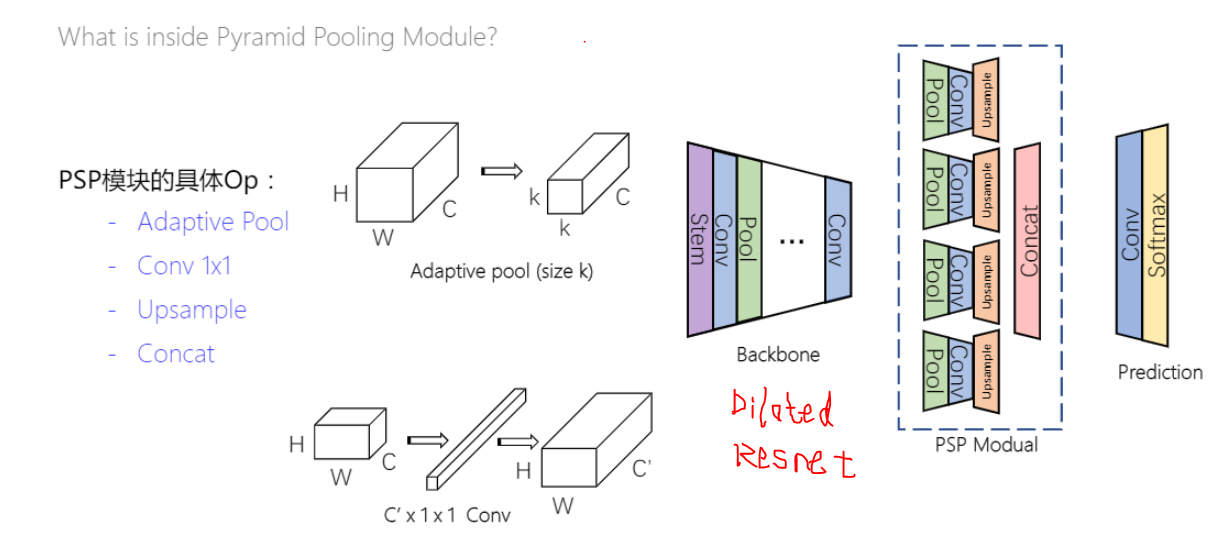 What is inside Pyramid Pooling Module?
PSP模块的具体Op：
- Adaptive Pool
- Conv 1x1
- Upsample
- Concat
H
W
C
k
k
C
Adaptive pool (size k)
H
W
C
H
W
C'
C' x 1 x 1 Conv
Stem
Conv
Pool
...
Conv
Backbone
Dilated
Resnet
Pool
Conv
Upsample
Pool
Conv
Upsample
Pool
Conv
Upsample
Pool
Conv
Upsample
Concat
PSP Modual
Conv
Softmax
Prediction